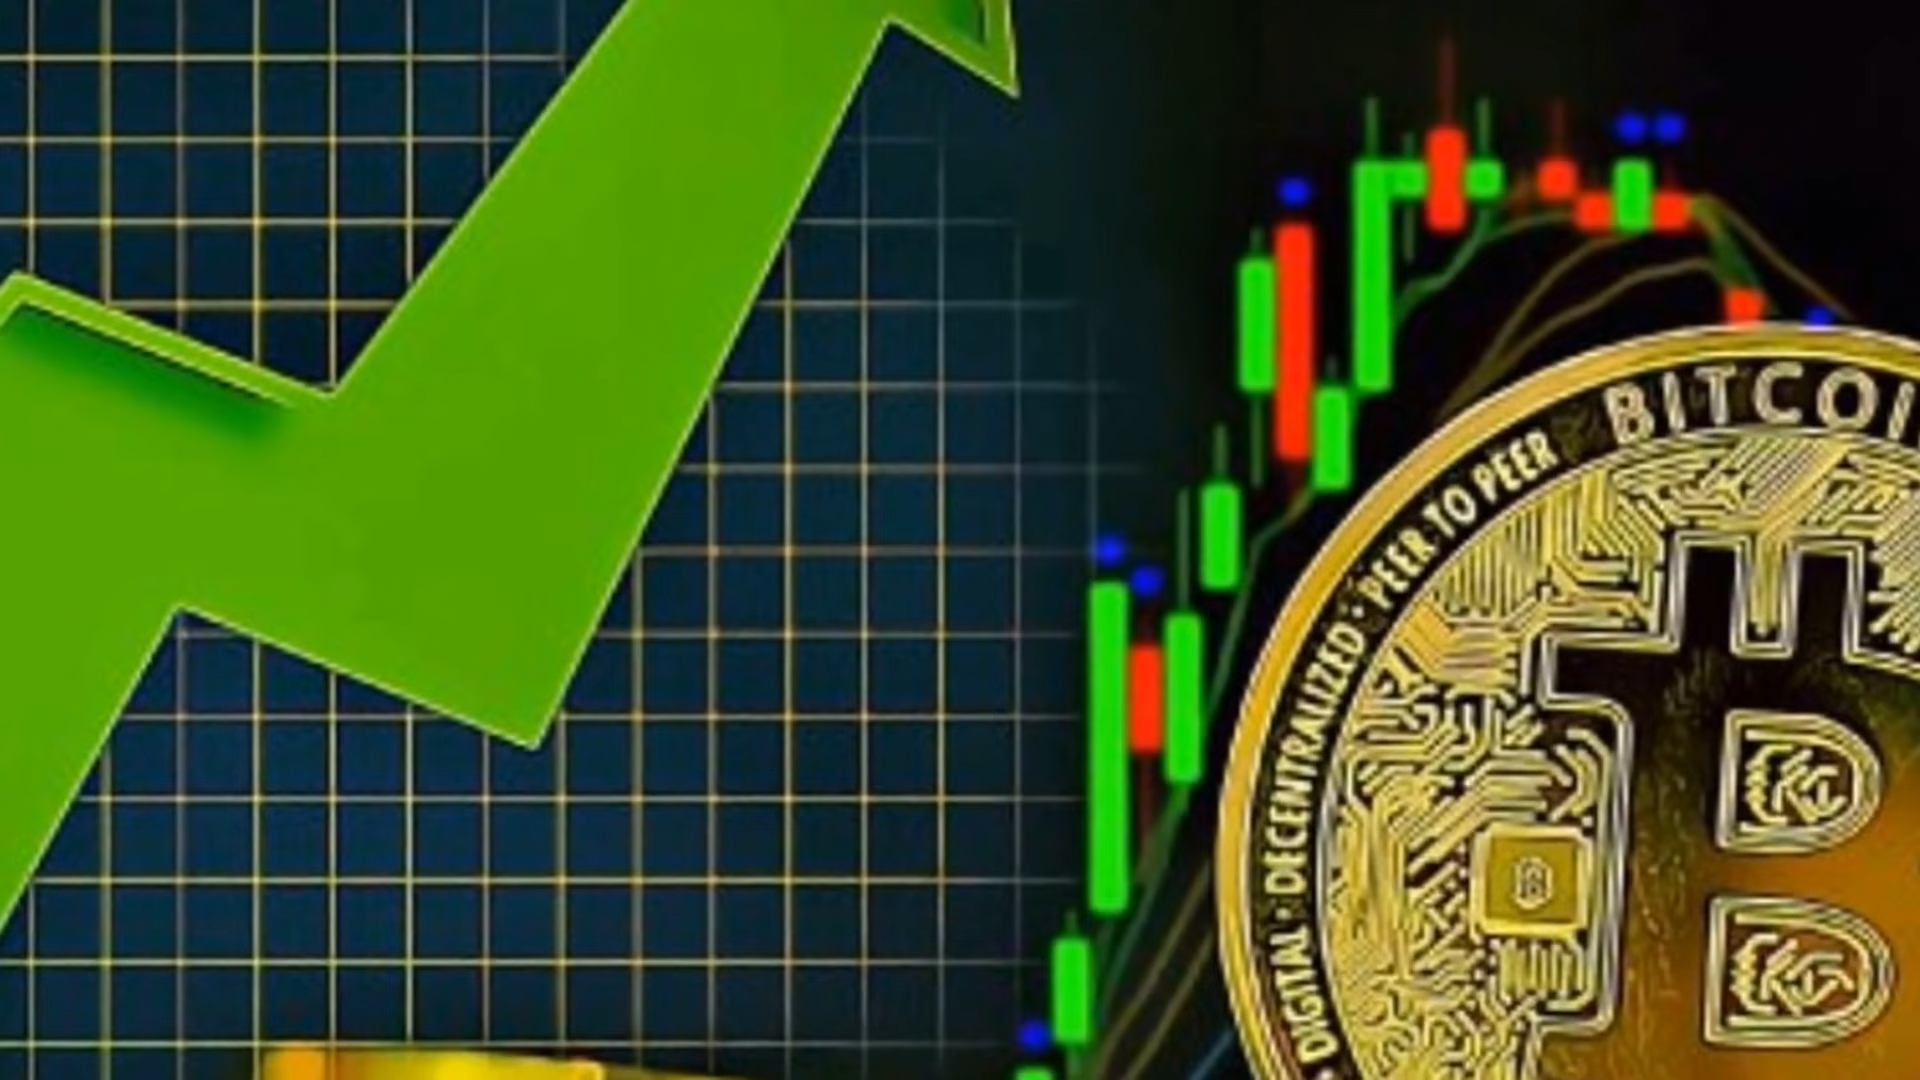 DIGITAL • DECENTRALIZED • PEER TO PEER
BITCOI